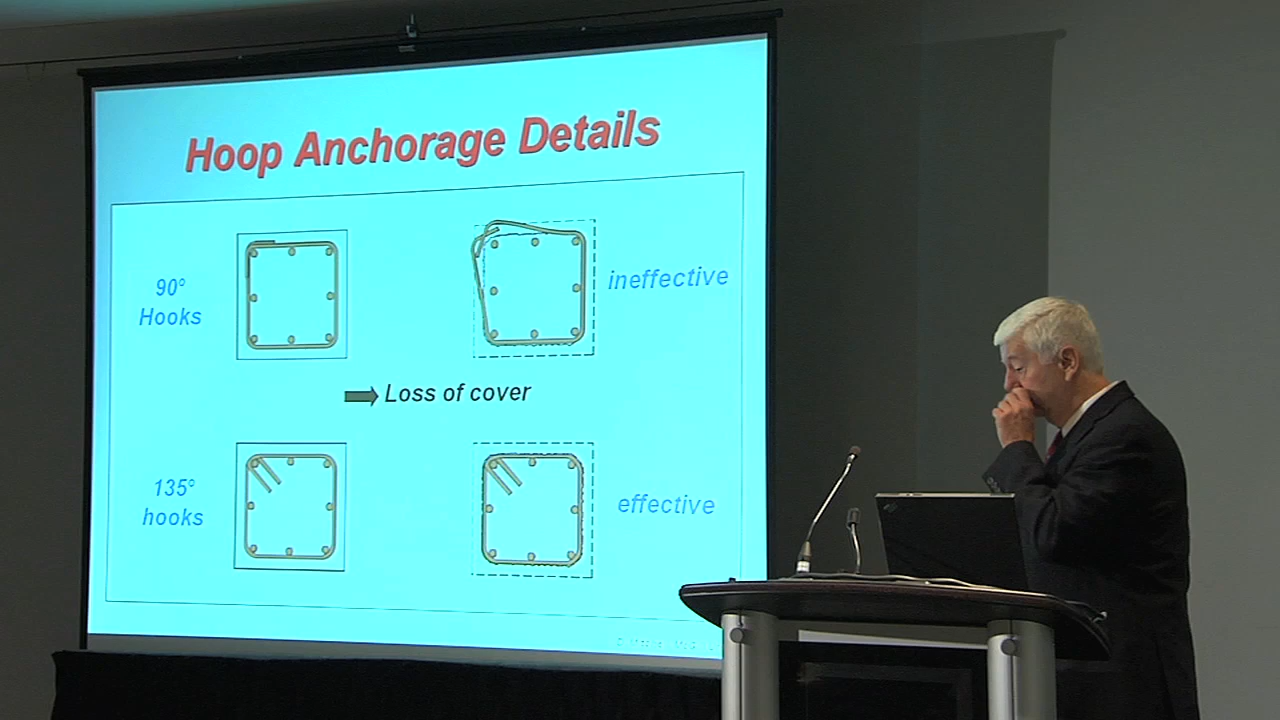 Hoop Anchorage Details
90°
Hooks
ineffective
Loss of cover
135°
hooks
effective